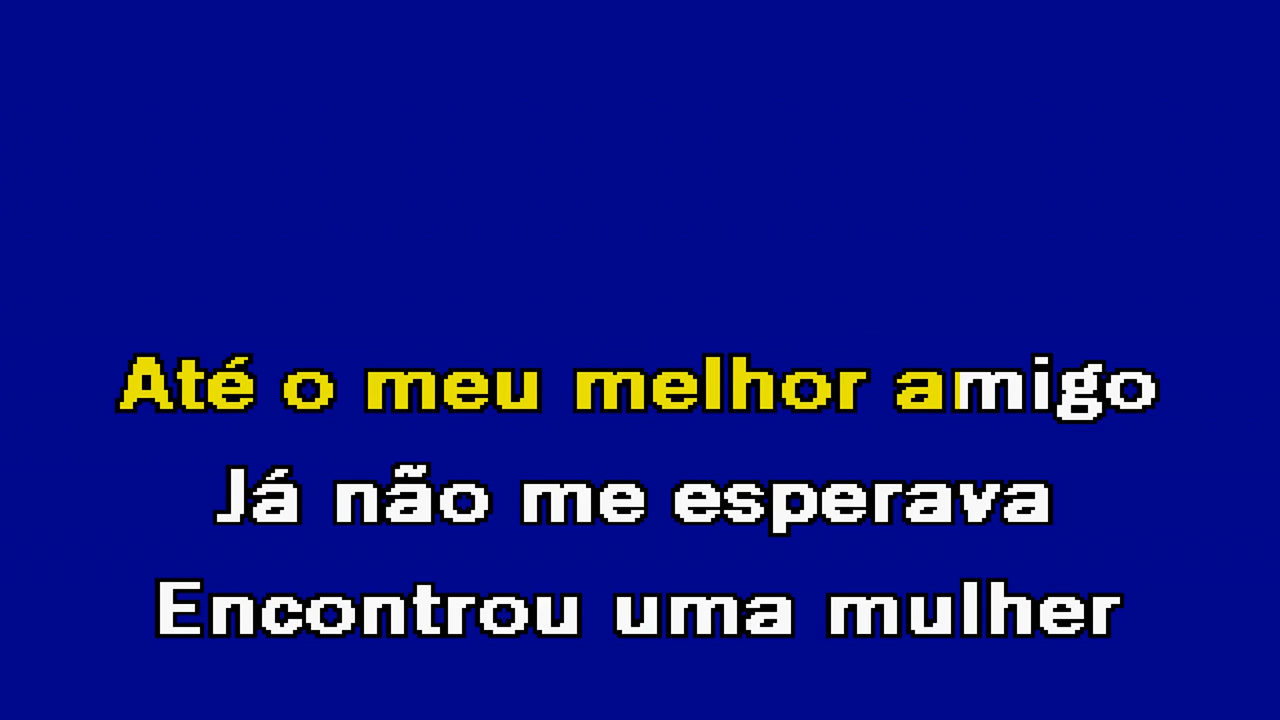 Até o meu melhor amigo
Já não me esperava
Encontrou uma mulher